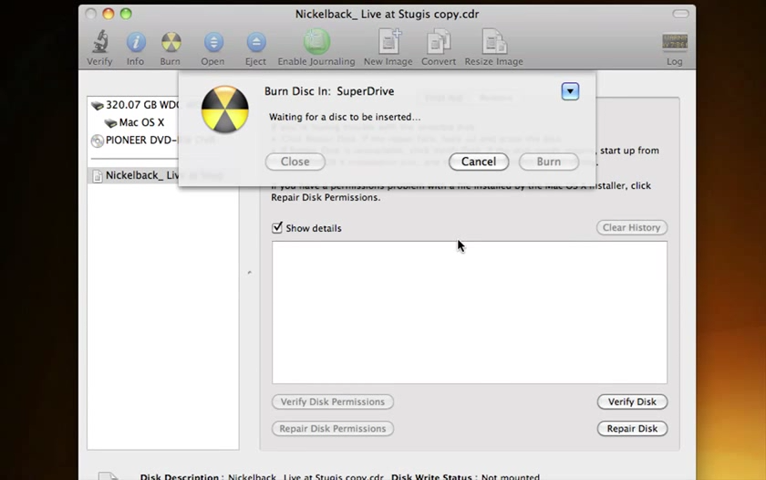 Nickelback_ Live at Stugis copy.cdr
Verify Info Burn Open Eject Enable Journaling New Image Convert Resize Image Log
Burn Disc In: SuperDrive
Waiting for a disc to be inserted...
Close Cancel Burn
320.07 GB WDC
Mac OS X
PIONEER DVD-
Nickelback_ Li
, start up from
If you have a permissions problem with a file installed by the Mac OS X installer, click
Repair Disk Permissions.
Show details Clear History
Verify Disk Permissions Verify Disk
Repair Disk Permissions Repair Disk
Disk Description : Nickelback_ Live at Stugis copy.cdr Disk Write Status : Not mounted